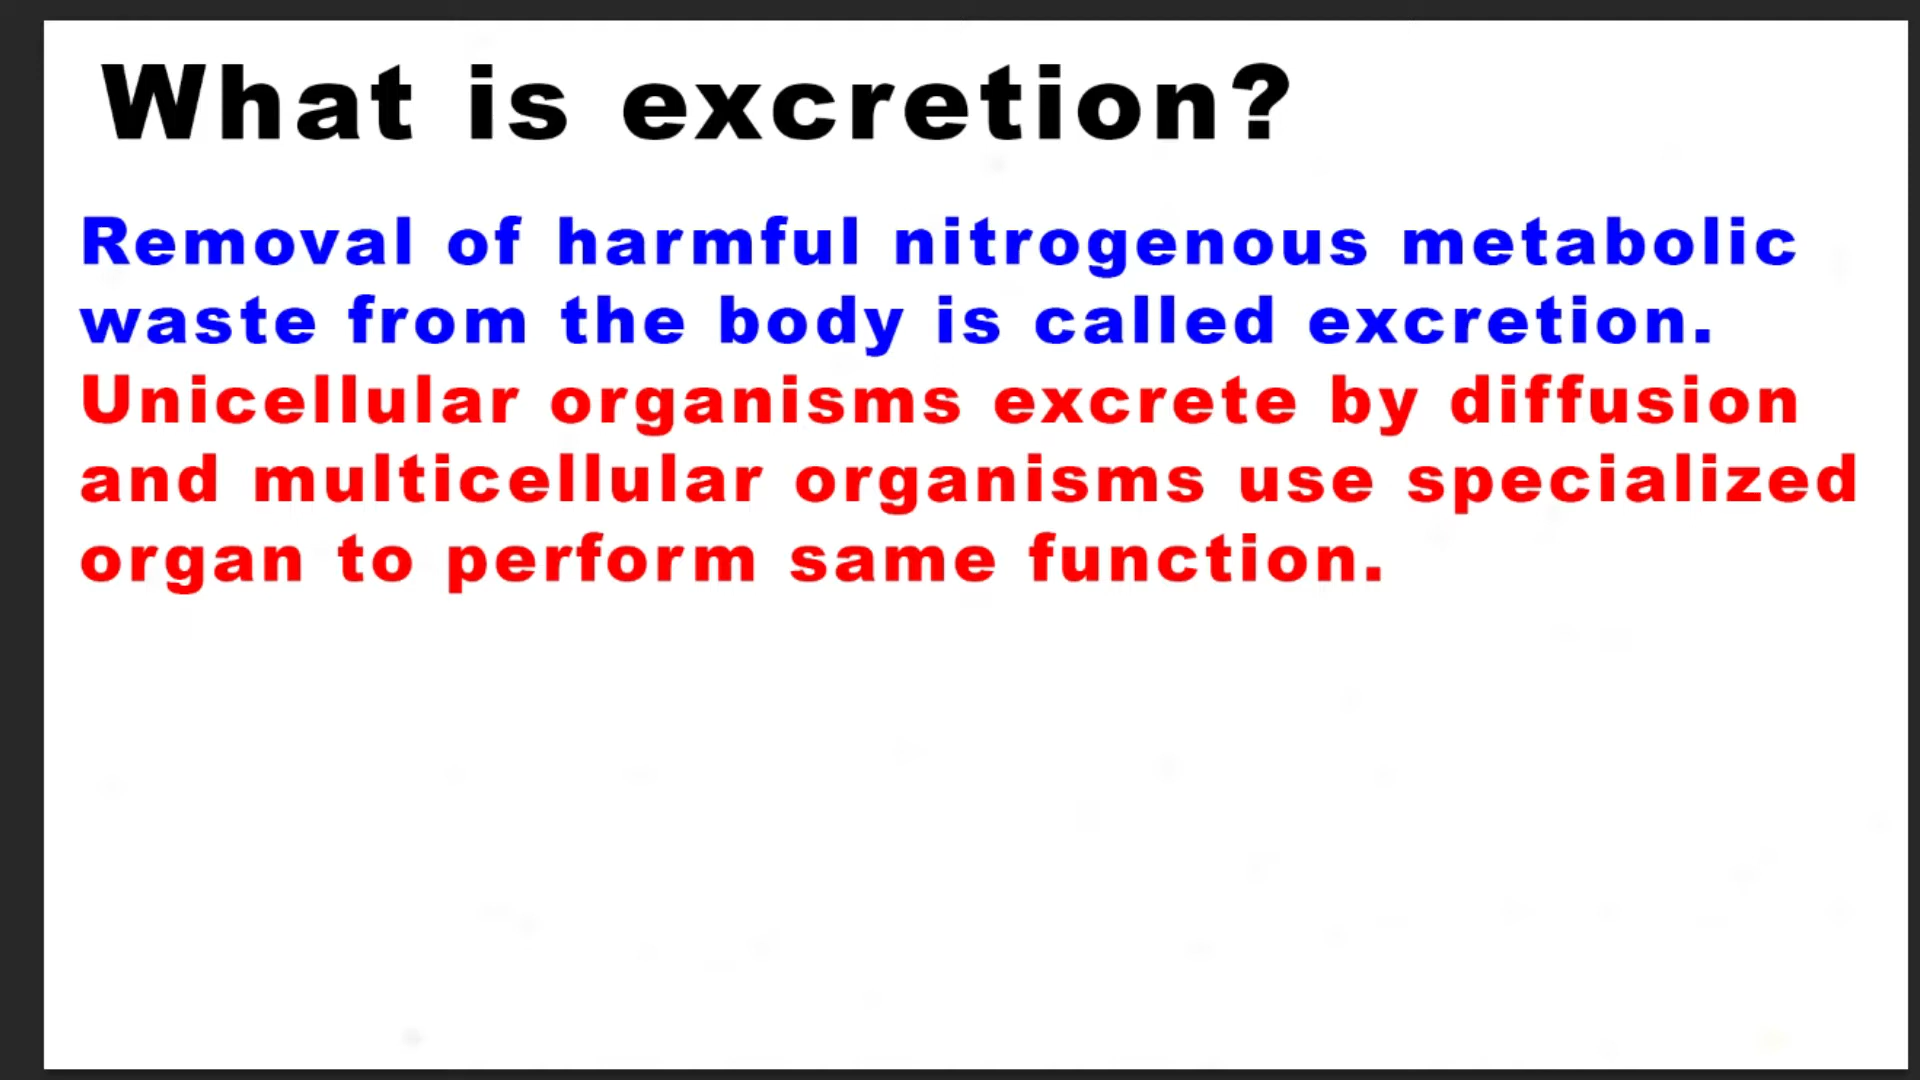 What is excretion?
Removal of harmful nitrogenous metabolic
waste from the body is called excretion.
Unicellular organisms excrete by diffusion
and multicellular organisms use specialized
organ to perform same function.